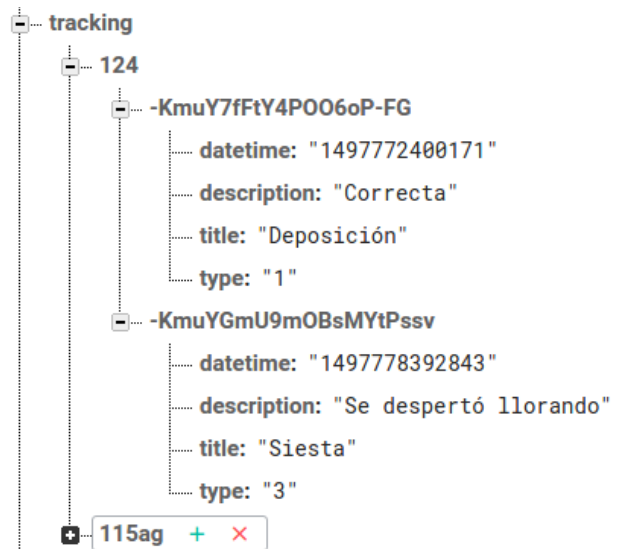 tracking
124
-KmuY7fFtY4POO6oP-FG
datetime: "1497772400171"
description: "Correcta"
title: "Deposición"
type: "1"
-KmuYGmU9mOBsMYtPssv
datetime: "1497778392843"
description: "Se despertó llorando"
title: "Siesta"
type: "3"
115ag + ×